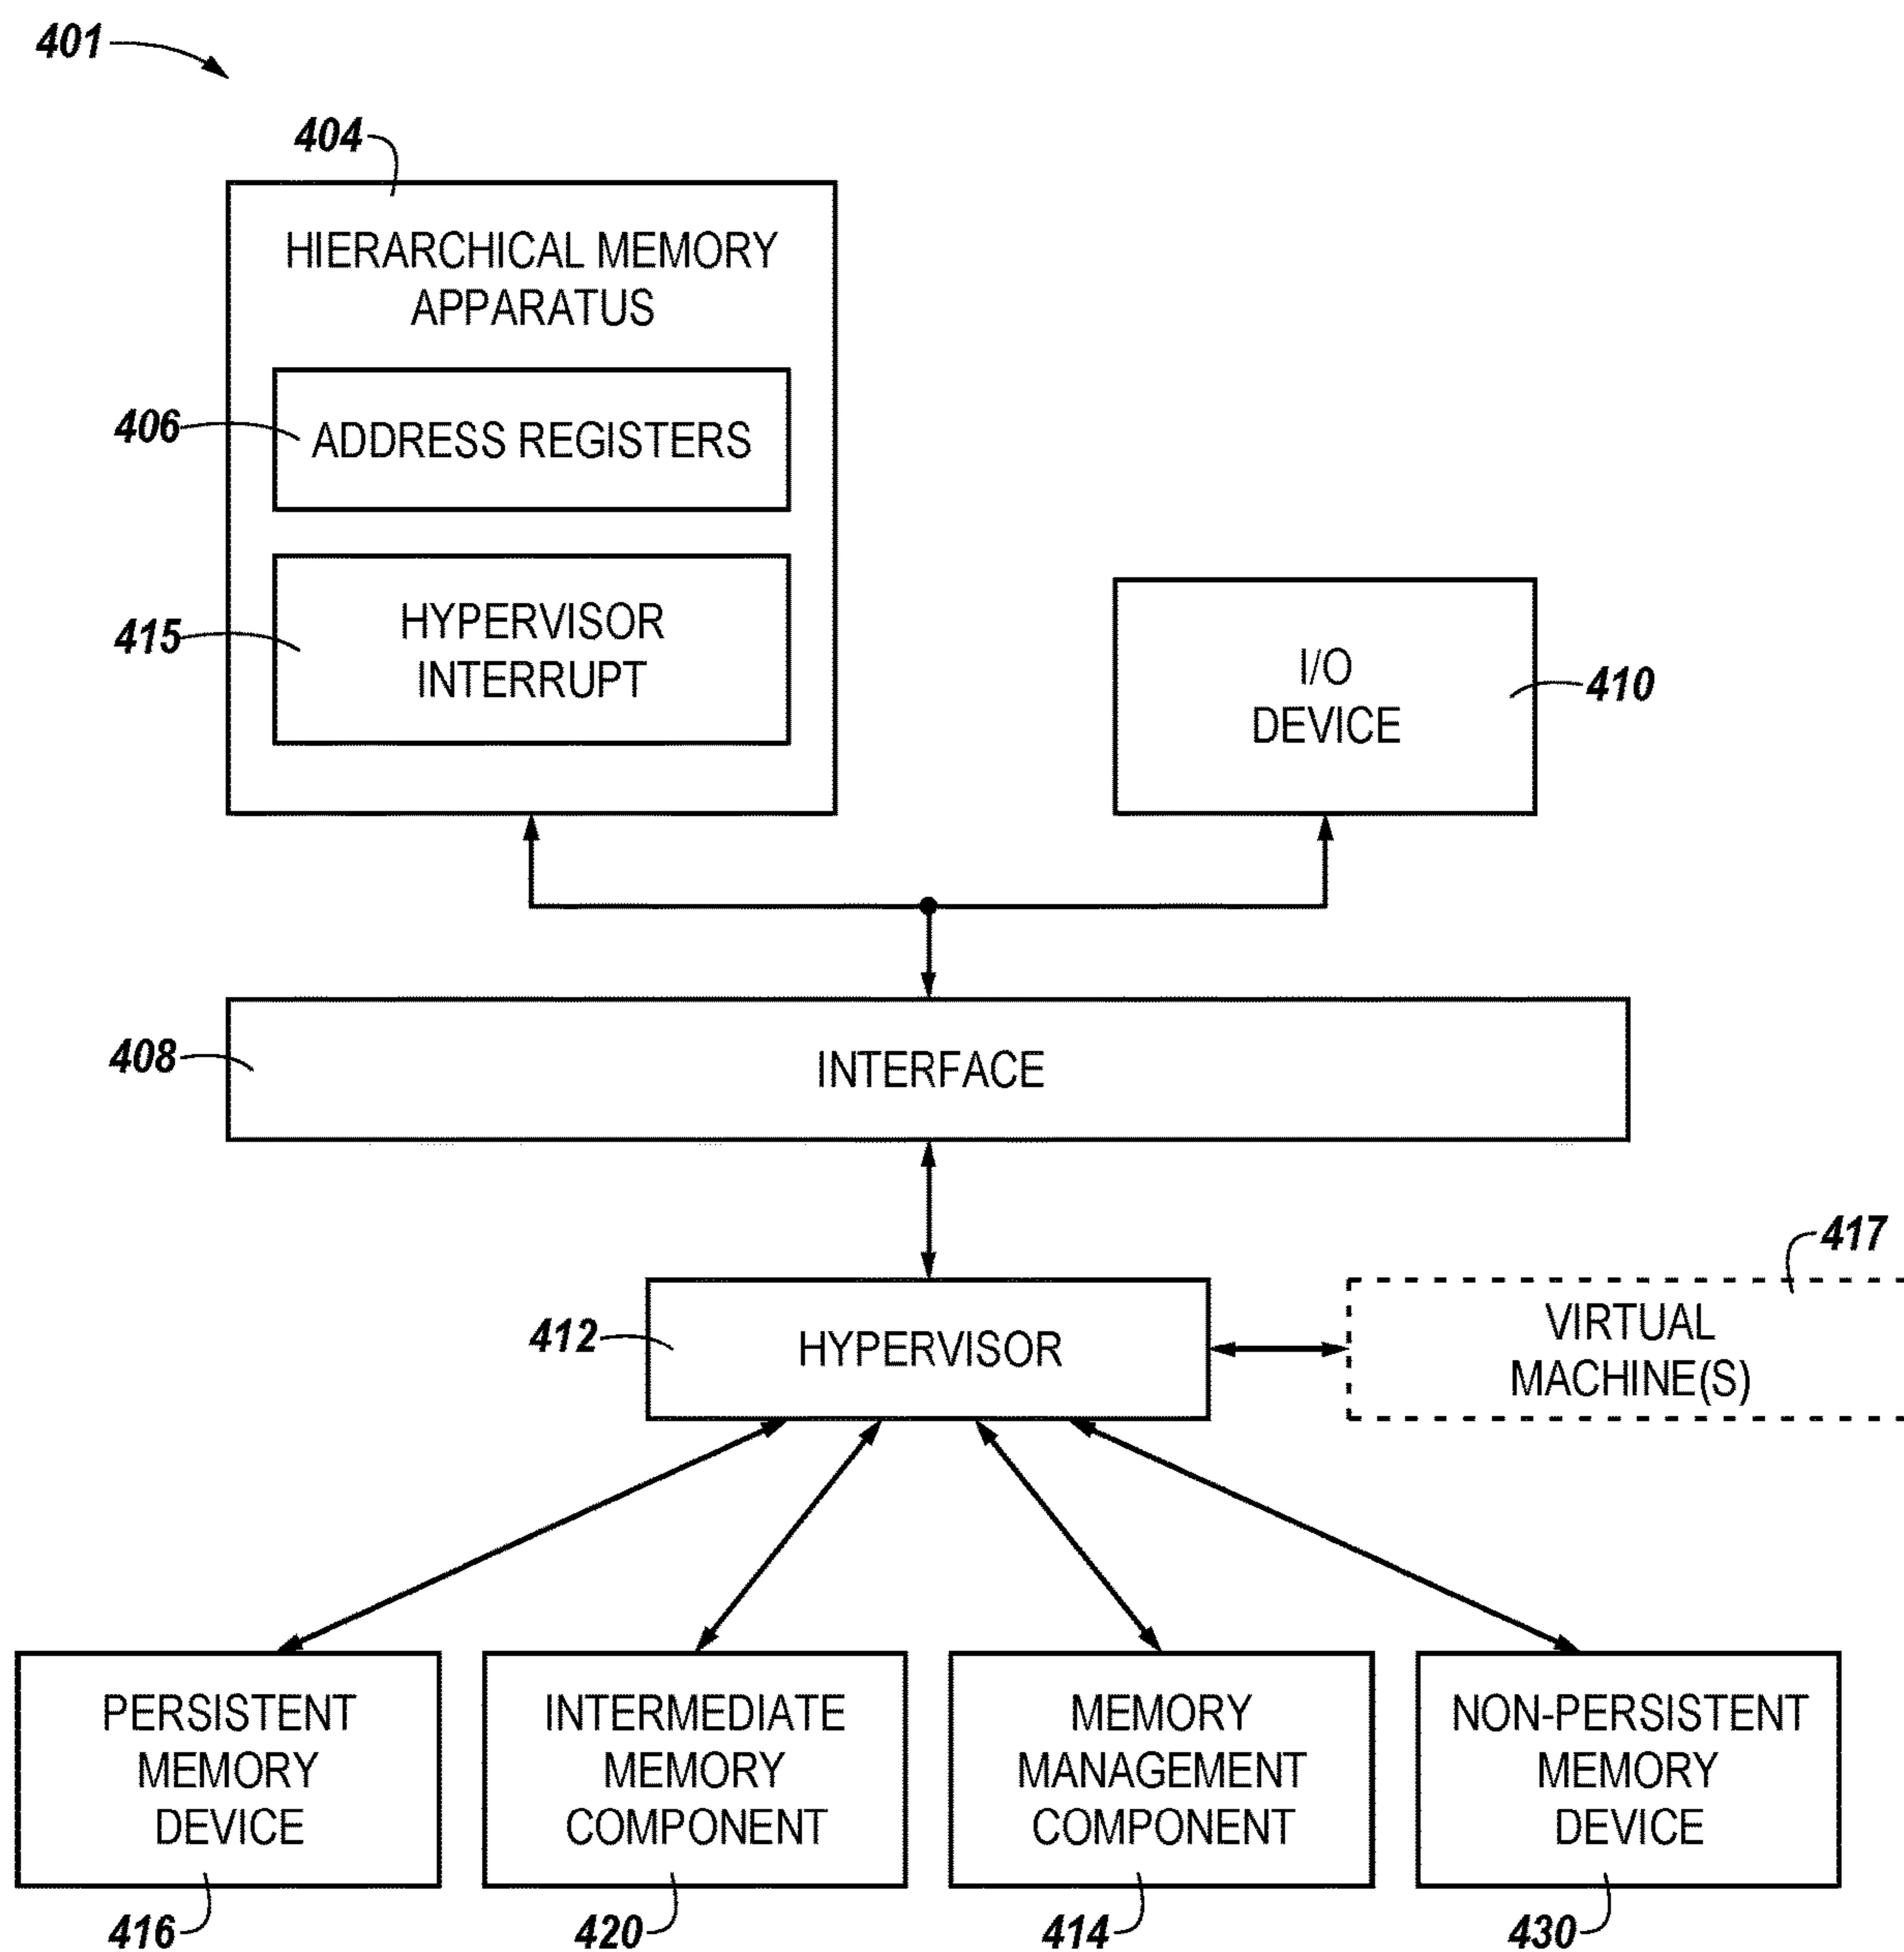 401
404
HIERARCHICAL MEMORY
APPARATUS
406
ADDRESS REGISTERS
415
HYPERVISOR
INTERRUPT
I/O
DEVICE
410
408
INTERFACE
417
412
HYPERVISOR
VIRTUAL
MACHINE(S)
PERSISTENT
MEMORY
DEVICE
INTERMEDIATE
MEMORY
COMPONENT
MEMORY
MANAGEMENT
COMPONENT
NON-PERSISTENT
MEMORY
DEVICE
416
420
414
430